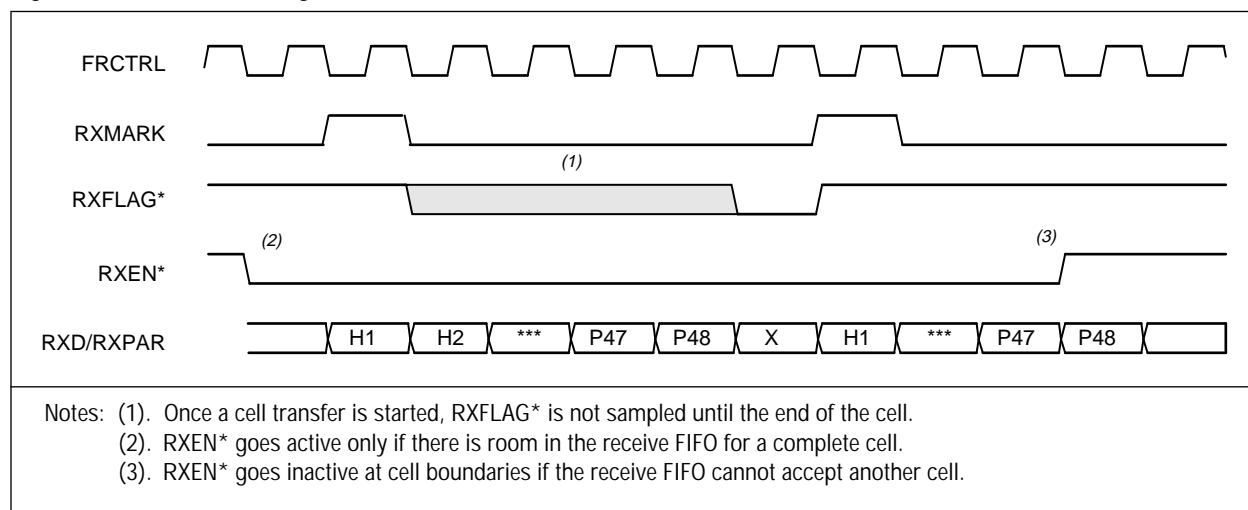 FRCTRL
RXMARK
(1)
RXFLAG*
(2)
(3)
RXEN*
RXD/RXPAR
H1 H2 *** P47 P48 X H1 *** P47 P48
Notes: (1). Once a cell transfer is started, RXFLAG* is not sampled until the end of the cell.
(2). RXEN* goes active only if there is room in the receive FIFO for a complete cell.
(3). RXEN* goes inactive at cell boundaries if the receive FIFO cannot accept another cell.